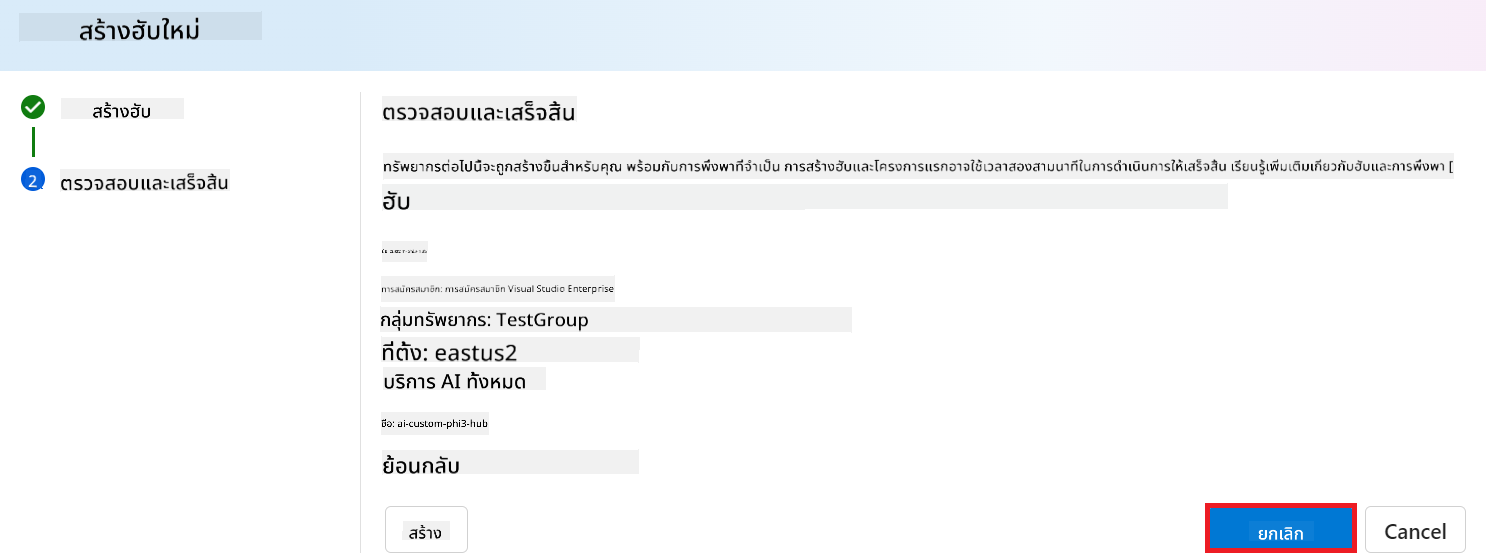 สร้างฮับใหม่
สร้างฮับ
2 ตรวจสอบและเสร็จสิ้น
ตรวจสอบและเสร็จสิ้น
ทรัพยากรต่อไปนี้จะถูกสร้างขึ้นสำหรับคุณ พร้อมกับการพึ่งพาที่จำเป็น การสร้างฮับและโครงการแรกอาจใช้เวลาสองสามนาทีในการดำเนินการให้เสร็จสิ้น เรียนรู้เพิ่มเติมเกี่ยวกับฮับและการพึ่งพา [
ฮับ
การสมัครสมาชิก: การสมัครสมาชิก Visual Studio Enterprise
กลุ่มทรัพยากร: TestGroup
ที่ตั้ง: eastus2
บริการ AI ทั้งหมด
ชื่อ: ai-custom-phi3-hub
ย้อนกลับ
สร้าง
ยกเลิก
Cancel